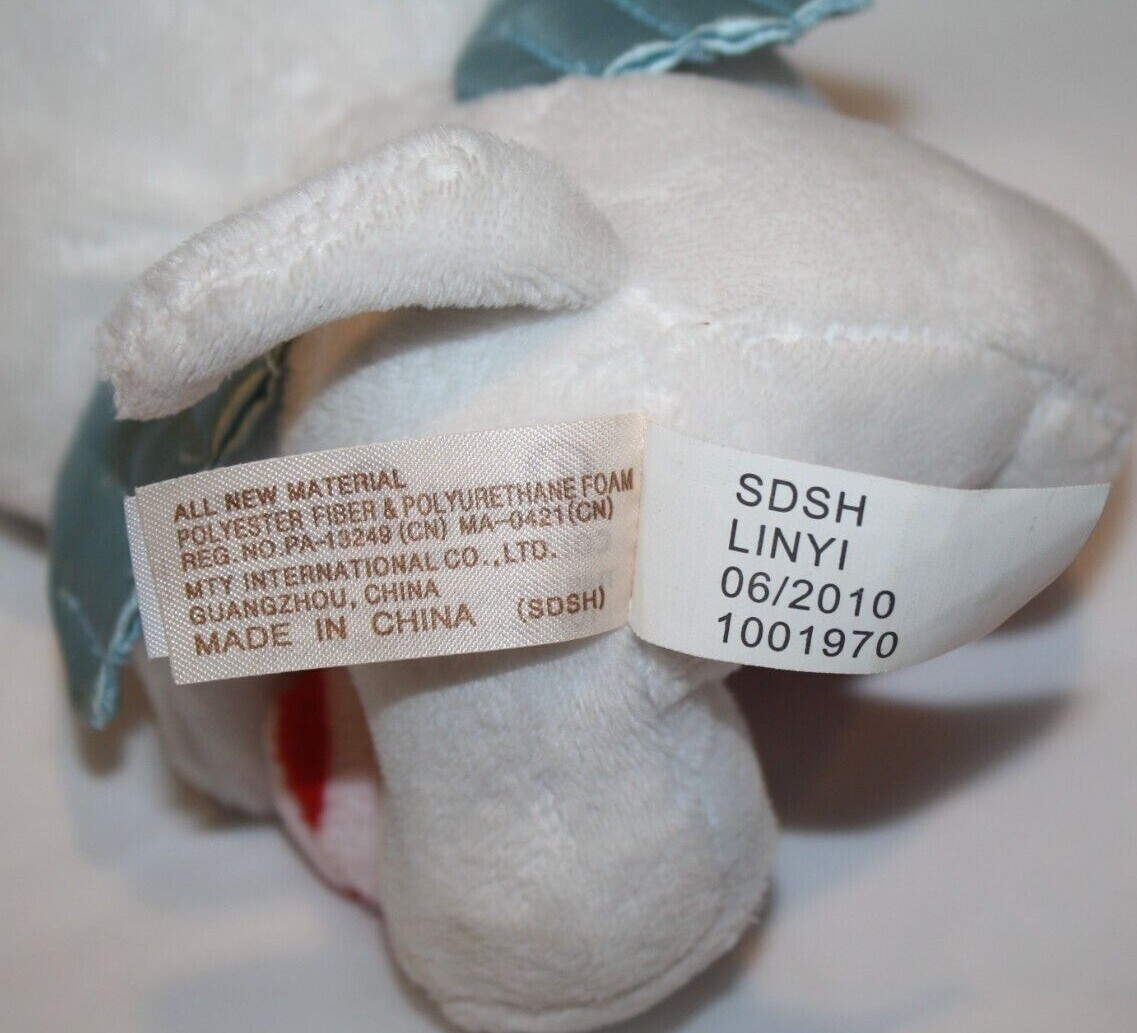 ALL NEW MATERIAL
POLYESTER FIBER & POLYURETHANE FOAM
REG. NO. PA-13249 (CN) MA-0421(CN)
MTY INTERNATIONAL CO., LTD.
GUANGZHOU, CHINA
MADE IN CHINA (SDSH)
SDSH
LINYI
06/2010
1001970